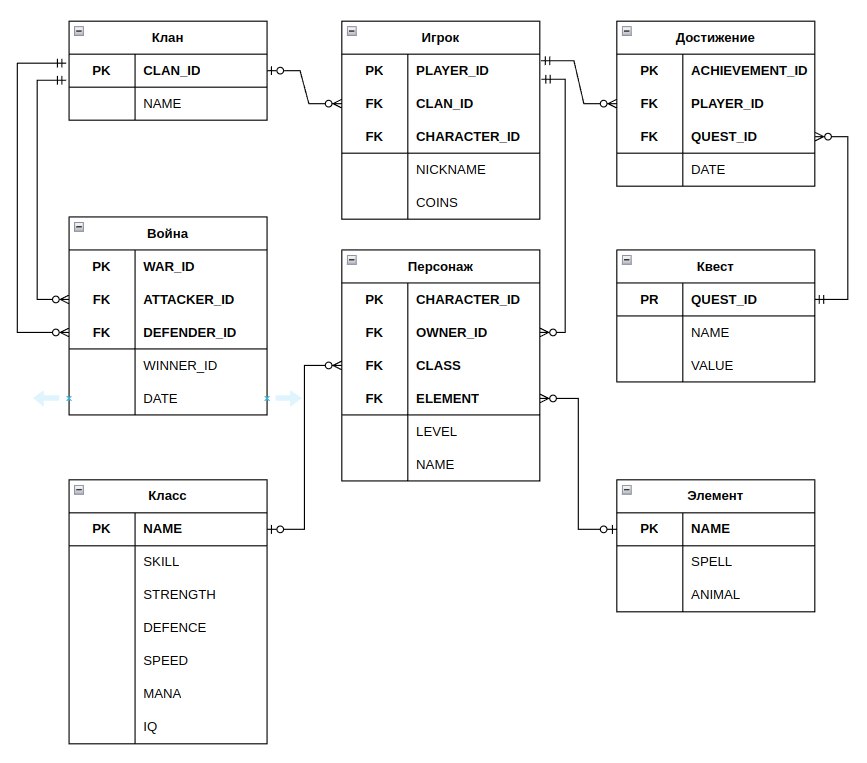 Клан
PK CLAN_ID
NAME
Игрок
PK PLAYER_ID
FK CLAN_ID
FK CHARACTER_ID
NICKNAME
COINS
Достижение
PK ACHIEVEMENT_ID
FK PLAYER_ID
FK QUEST_ID
DATE
Война
PK WAR_ID
FK ATTACKER_ID
FK DEFENDER_ID
WINNER_ID
DATE
Персонаж
PK CHARACTER_ID
FK OWNER_ID
FK CLASS
FK ELEMENT
LEVEL
NAME
Квест
PR QUEST_ID
NAME
VALUE
Класс
PK NAME
SKILL
STRENGTH
DEFENCE
SPEED
MANA
IQ
Элемент
PK NAME
SPELL
ANIMAL